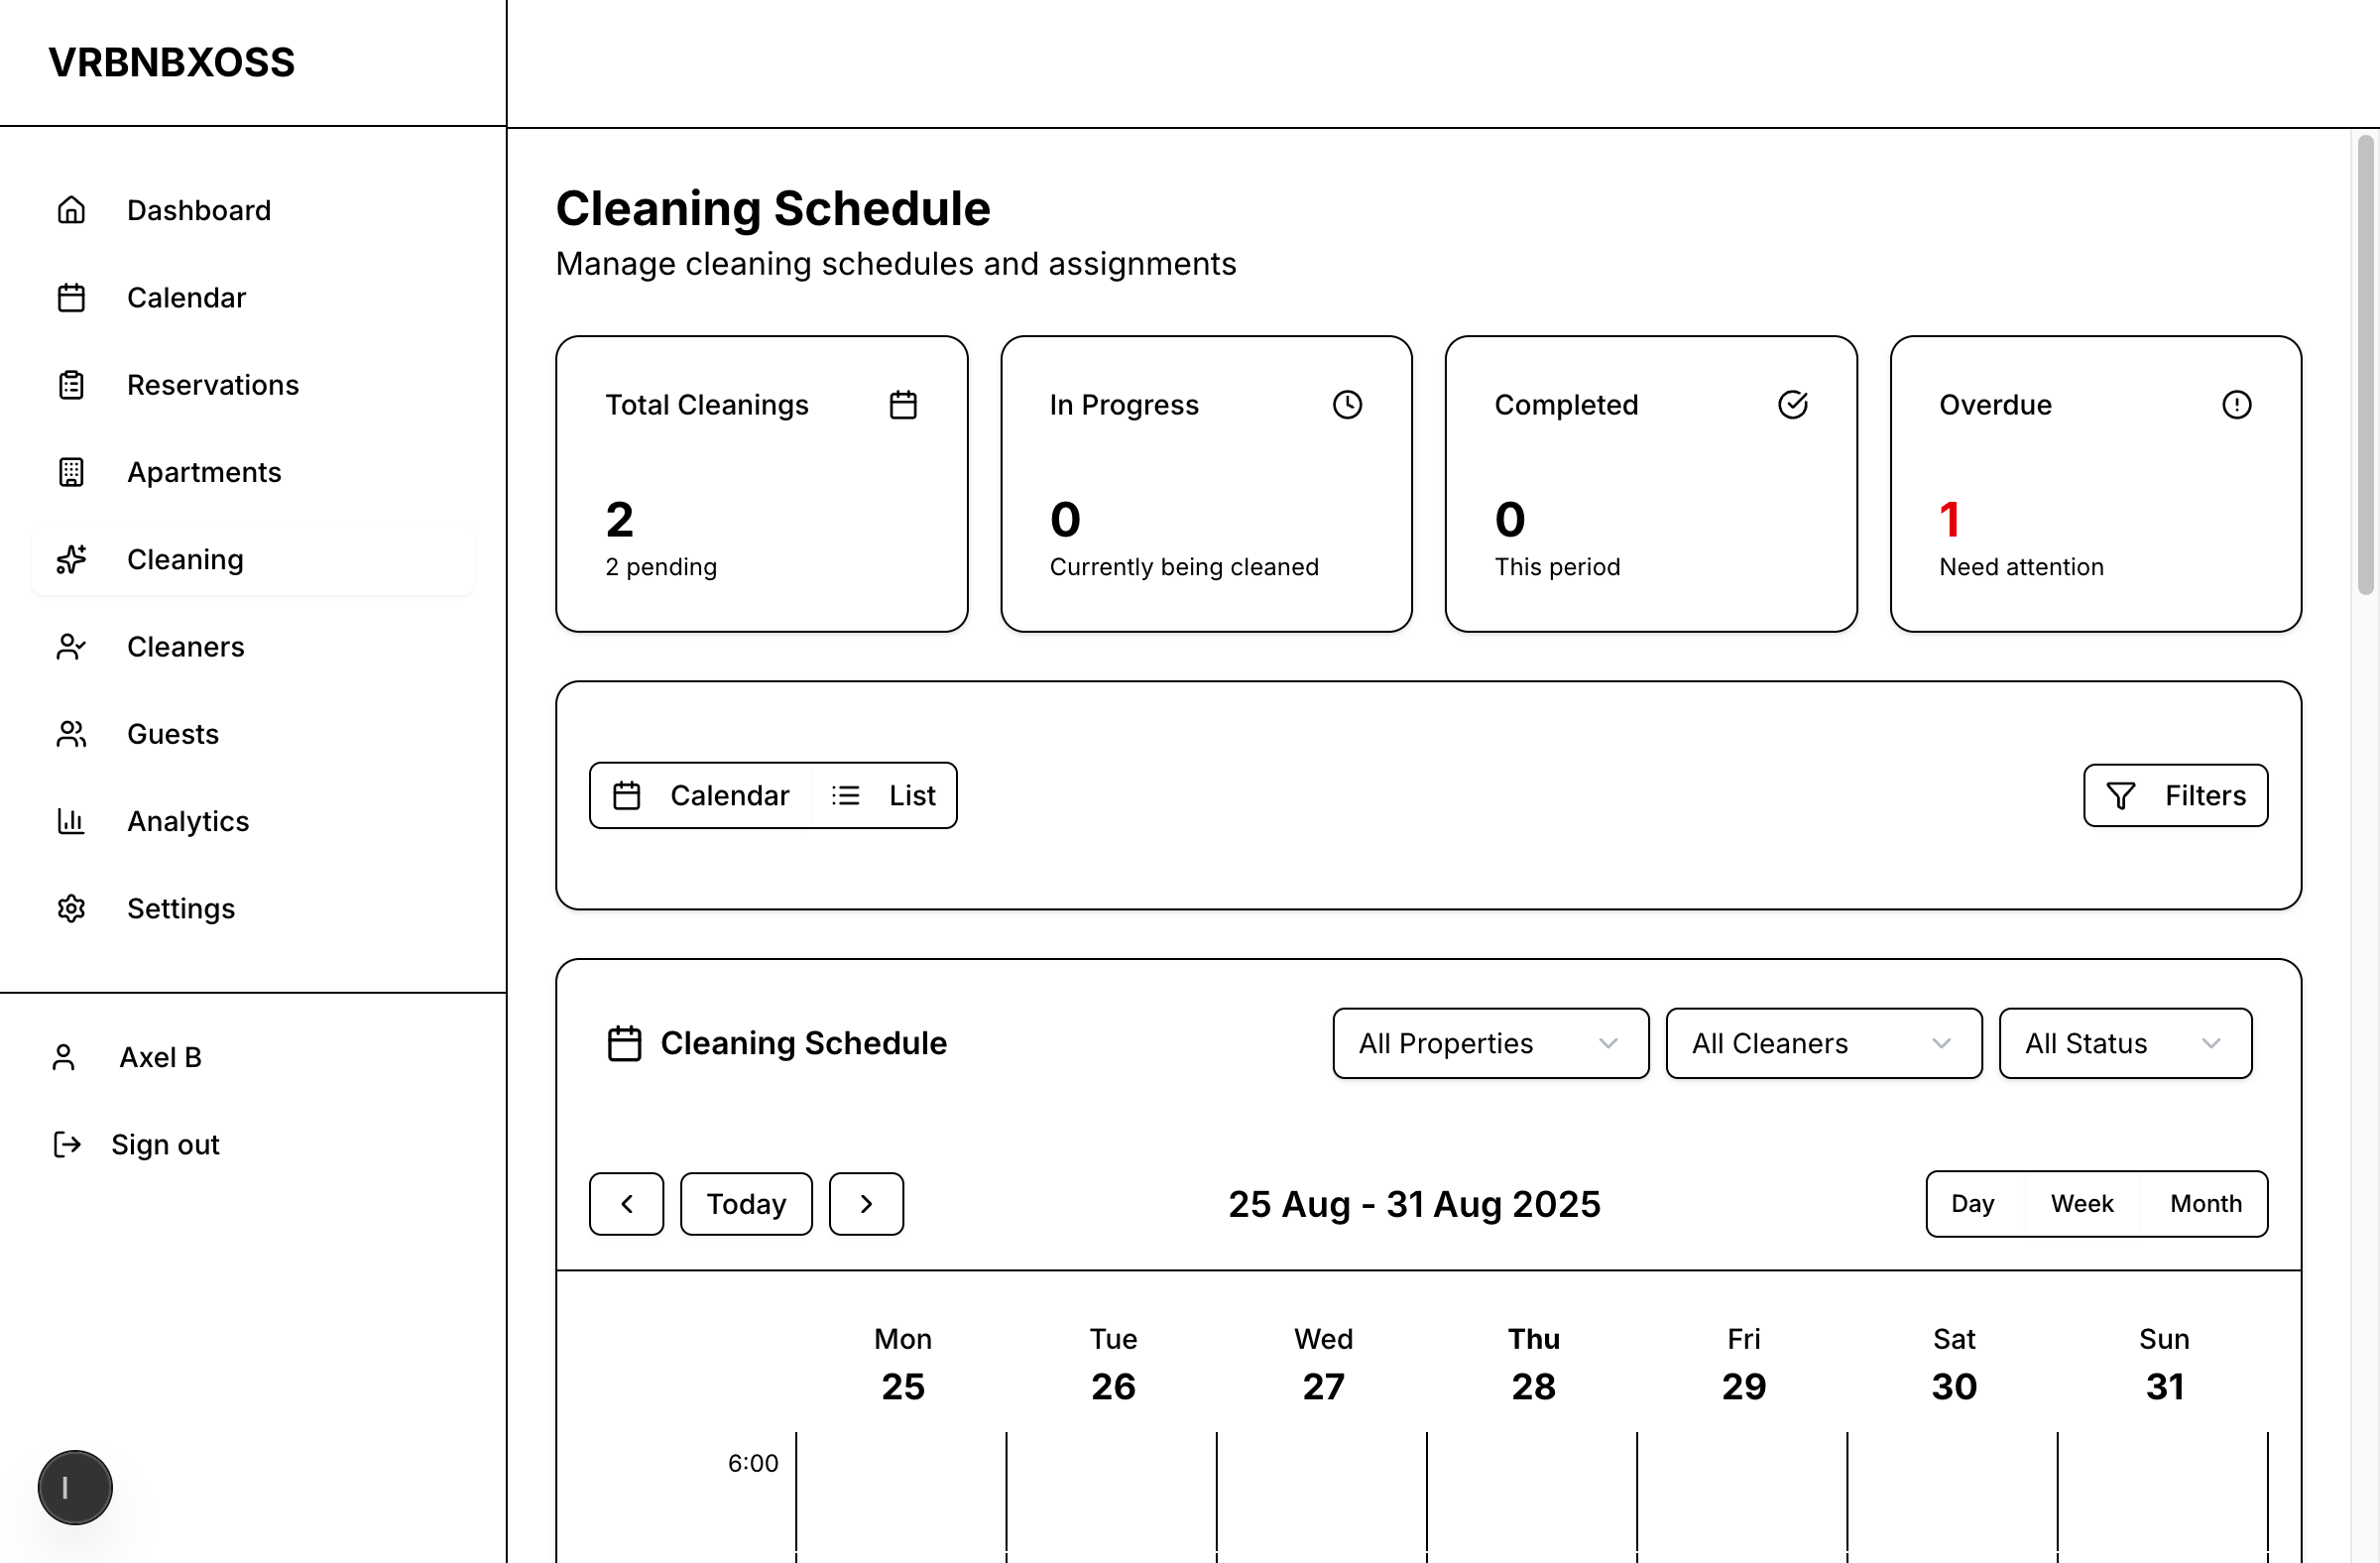 VRBNBXOSS
Dashboard
Calendar
Reservations
Apartments
Cleaning
Cleaners
Guests
Analytics
Settings
Axel B
Sign out
Cleaning Schedule
Manage cleaning schedules and assignments
Total Cleanings
2
2 pending
In Progress
0
Currently being cleaned
Completed
0
This period
Overdue
1
Need attention
Calendar List Filters
Cleaning Schedule All Properties All Cleaners All Status
Today 25 Aug - 31 Aug 2025 Day Week Month
Mon Tue Wed Thu Fri Sat Sun
25 26 27 28 29 30 31
6:00